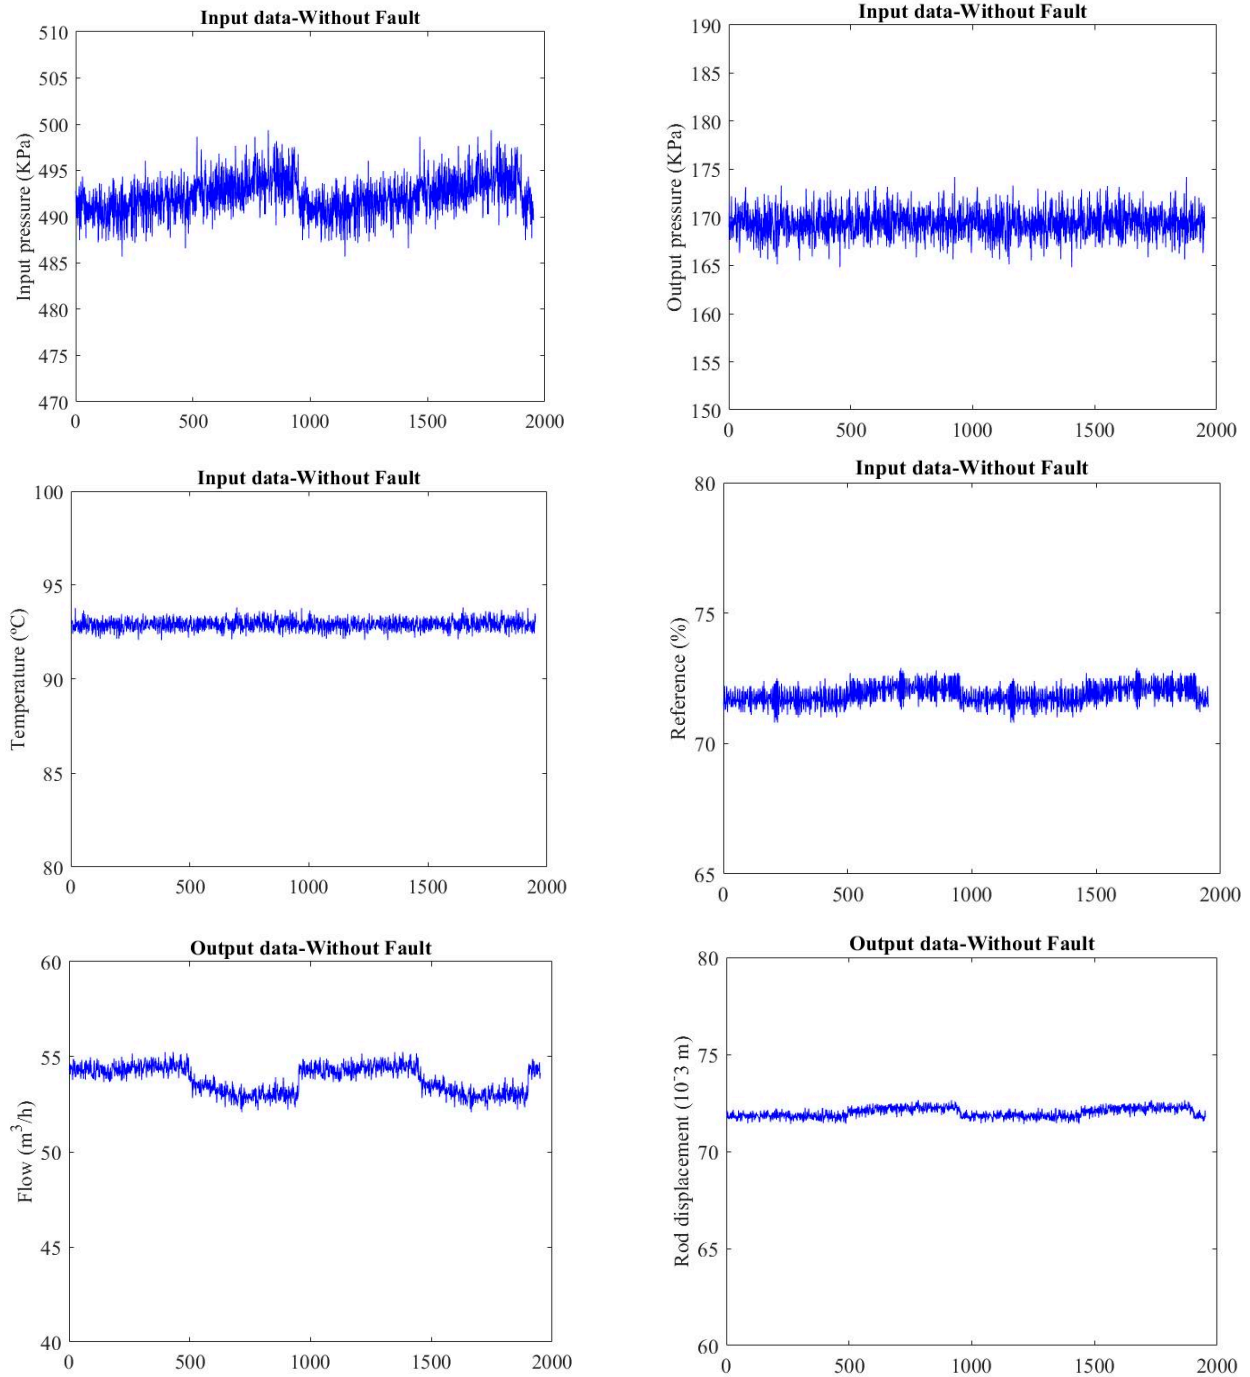 Input data-Without Fault
510
505
500
495
490
485
480
475
470
Input pressure (KPa)
0 500 1000 1500 2000
Input data-Without Fault
190
185
180
175
170
165
160
155
150
Output pressure (KPa)
0 500 1000 1500 2000
Input data-Without Fault
100
95
90
85
80
Temperature (ºC)
0 500 1000 1500 2000
Input data-Without Fault
80
75
70
65
Reference (%)
0 500 1000 1500 2000
Output data-Without Fault
60
55
50
45
40
Flow (m³/h)
0 500 1000 1500 2000
Output data-Without Fault
80
75
70
65
60
Rod displacement (10⁻3 m)
0 500 1000 1500 2000